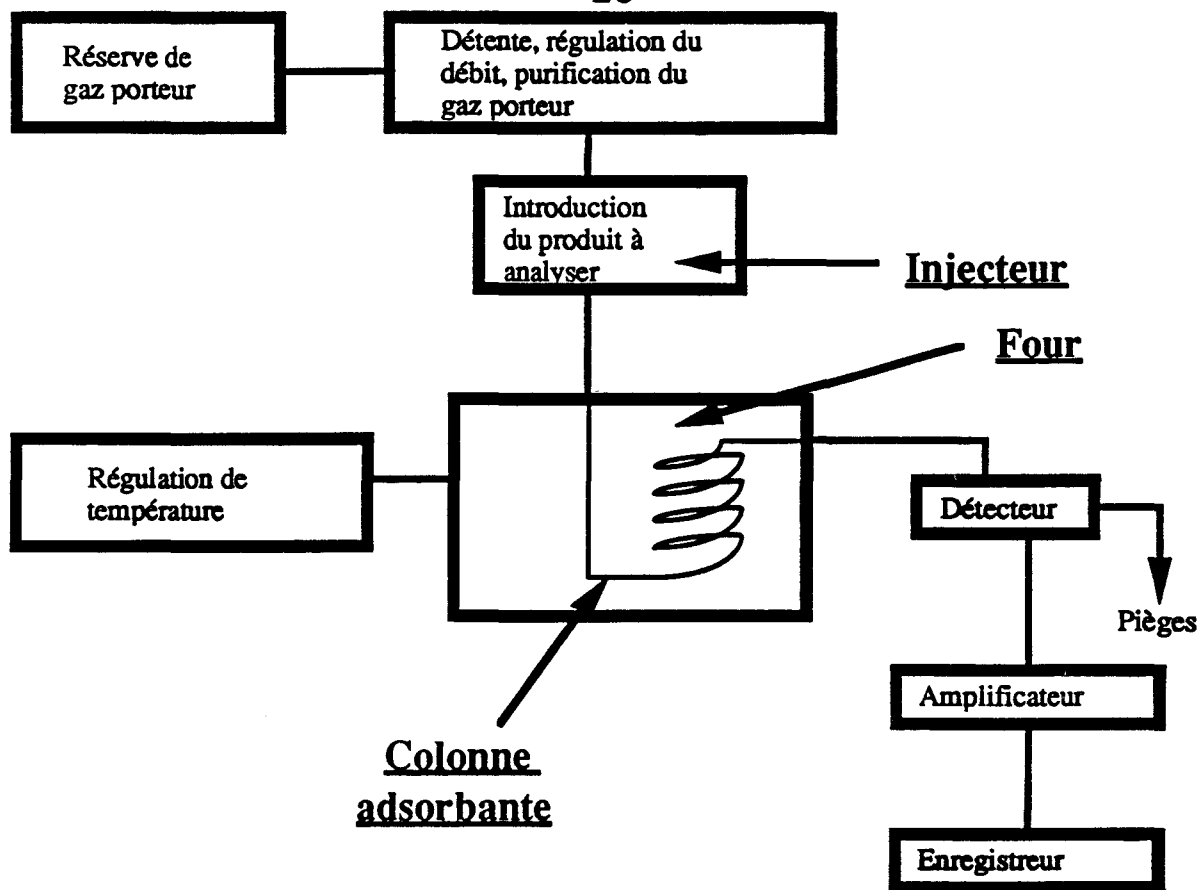 Réserve de
gaz porteur
Détente, régulation du
débit, purification du
gaz porteur
Introduction
du produit à
analyser
Injecteur
Four
Régulation de
température
Détecteur
Pièges
Amplificateur
Colonne
adsorbante
Enregistreur